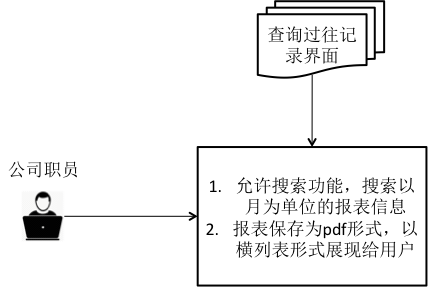 查询过往记
录界面
公司职员
1. 允许搜索功能，搜索以
月为单位的报表信息
2. 报表保存为pdf形式，以
横列表形式展现给用户